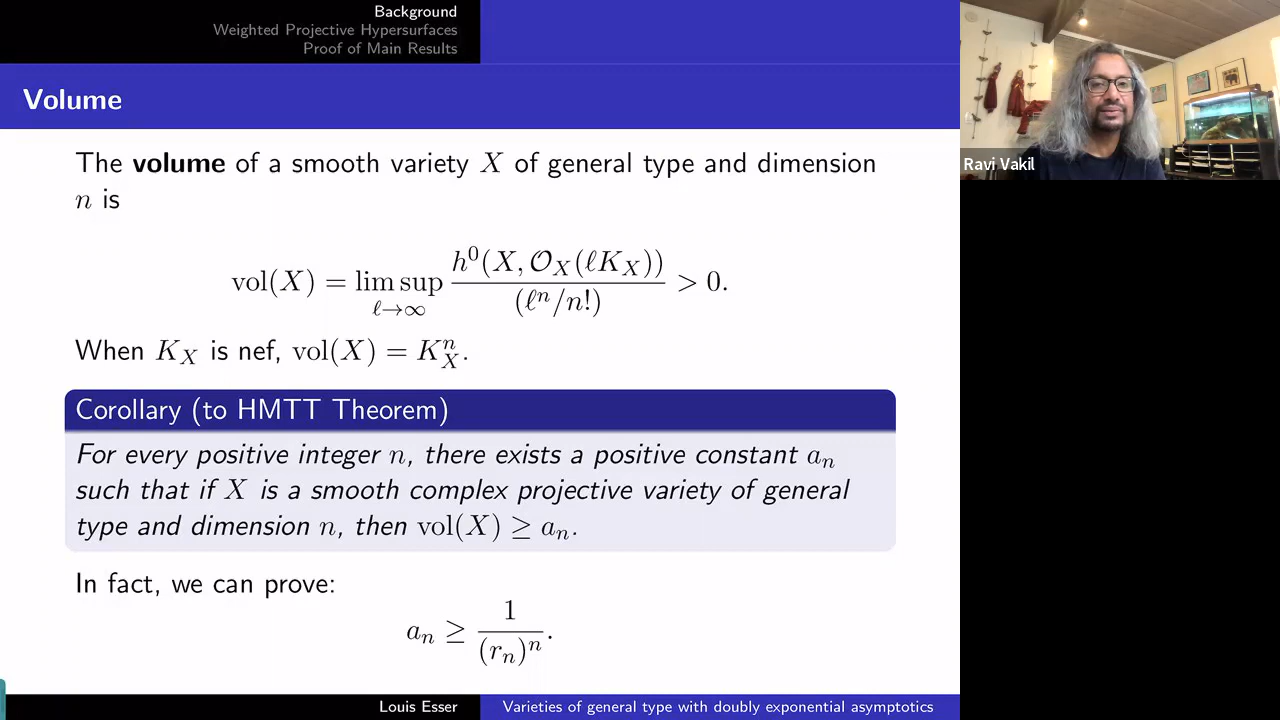 Background
Weighted Projective Hypersurfaces
Proof of Main Results
Volume
The volume of a smooth variety X of general type and dimension
n is
vol(X) = lim sup_{ℓ→∞} h⁰(X, 𝒪_X(ℓK_X)) / (ℓⁿ/n!) > 0.
When K_X is nef, vol(X) = K_X^n.
Corollary (to HMTT Theorem)
For every positive integer n, there exists a positive constant a_n
such that if X is a smooth complex projective variety of general
type and dimension n, then vol(X) ≥ a_n.
In fact, we can prove:
a_n ≥ 1 / (r_n)^n.
Louis Esser
Varieties of general type with doubly exponential asymptotics
Ravi Vakil